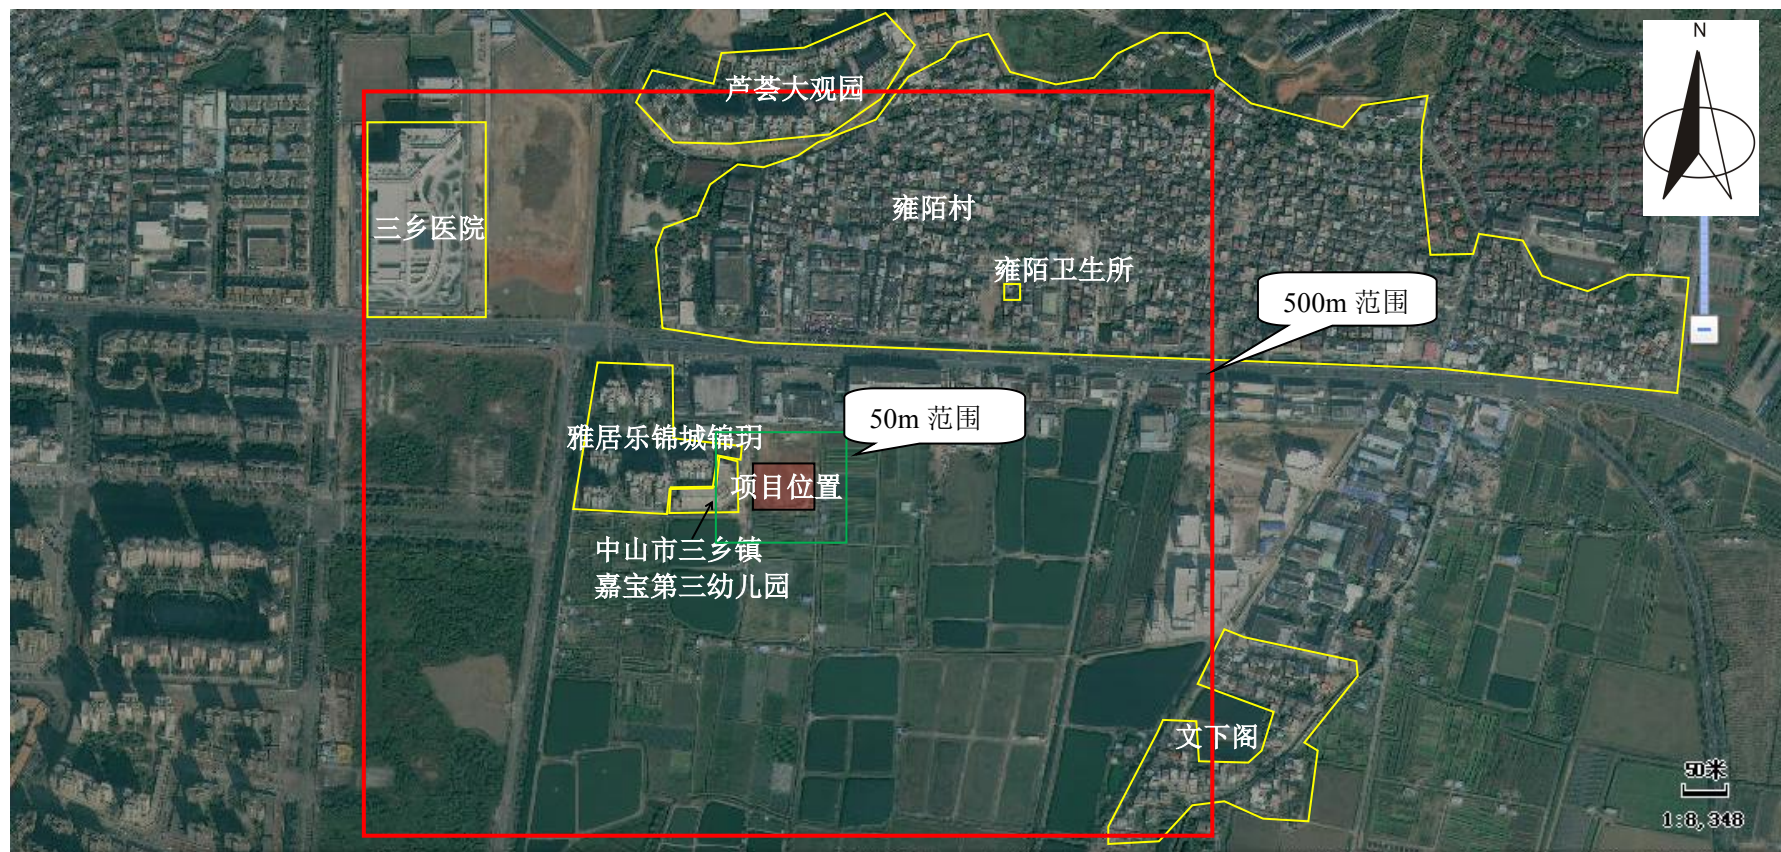 N
芦荟大观园
雍陌村
三乡医院
雍陌卫生所
500m 范围
50m 范围
雅居乐锦城锦玥
项目位置
中山市三乡镇
嘉宝第三幼儿园
文下阁
50米
1:8,348